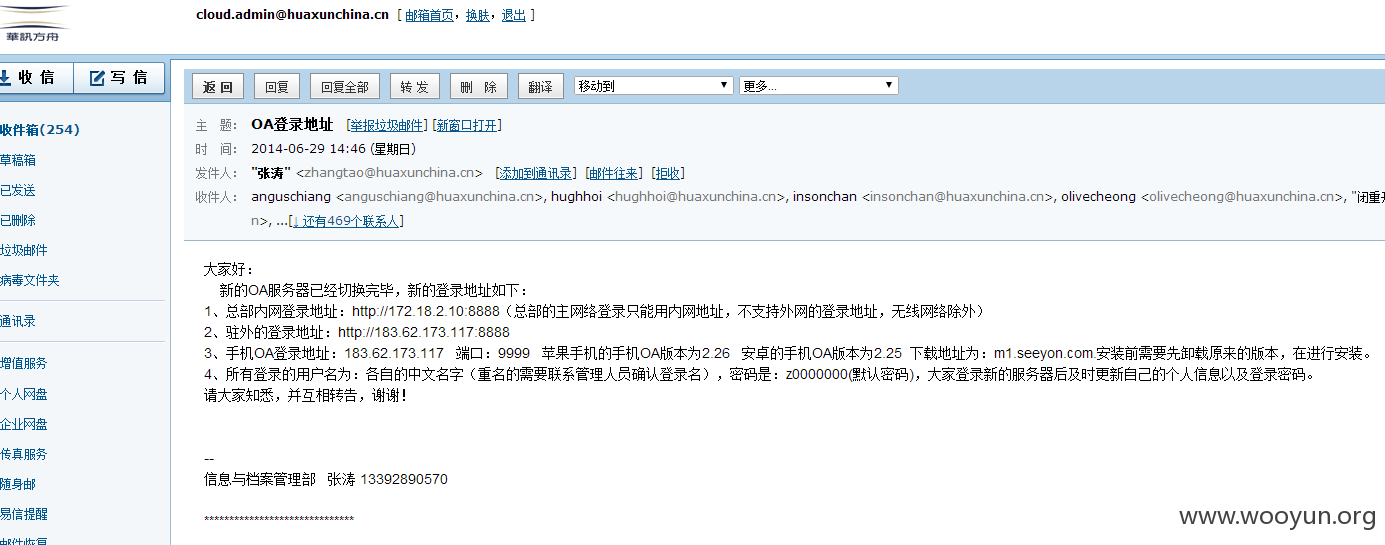 華訊方舟
cloud.admin@huaxunchina.cn [ 邮箱首页，换肤，退出 ]
收 信 写 信
返 回 回复 回复全部 转 发 删 除 翻译 移动到 更多...
主 题： OA登录地址 [举报垃圾邮件] [新窗口打开]
时 间： 2014-06-29 14:46 (星期日)
发件人： "张涛" <zhangtao@huaxunchina.cn> [添加到通讯录] [邮件往来] [拒收]
收件人： anguschiang <anguschiang@huaxunchina.cn>, hughhoi <hughhoi@huaxunchina.cn>, insonchan <insonchan@huaxunchina.cn>, olivecheong <olivecheong@huaxunchina.cn>, "闭重
n>, ...[↓ 还有469个联系人]
收件箱(254)
草稿箱
已发送
已删除
垃圾邮件
病毒文件夹
通讯录
增值服务
个人网盘
企业网盘
传真服务
随身邮
易信提醒
邮件恢复
大家好：
新的OA服务器已经切换完毕，新的登录地址如下：
1、总部内网登录地址：http://172.18.2.10:8888（总部的主网络登录只能用内网地址，不支持外网的登录地址，无线网络除外）
2、驻外的登录地址：http://183.62.173.117:8888
3、手机OA登录地址：183.62.173.117 端口：9999 苹果手机的手机OA版本为2.26 安卓的手机OA版本为2.25 下载地址为：m1.seeyon.com.安装前需要先卸载原来的版本，在进行安装。
4、所有登录的用户名为：各自的中文名字（重名的需要联系管理人员确认登录名），密码是：z0000000(默认密码)，大家登录新的服务器后及时更新自己的个人信息以及登录密码。
请大家知悉，并互相转告，谢谢！
--
信息与档案管理部 张涛 13392890570
******************************
www.wooyun.org